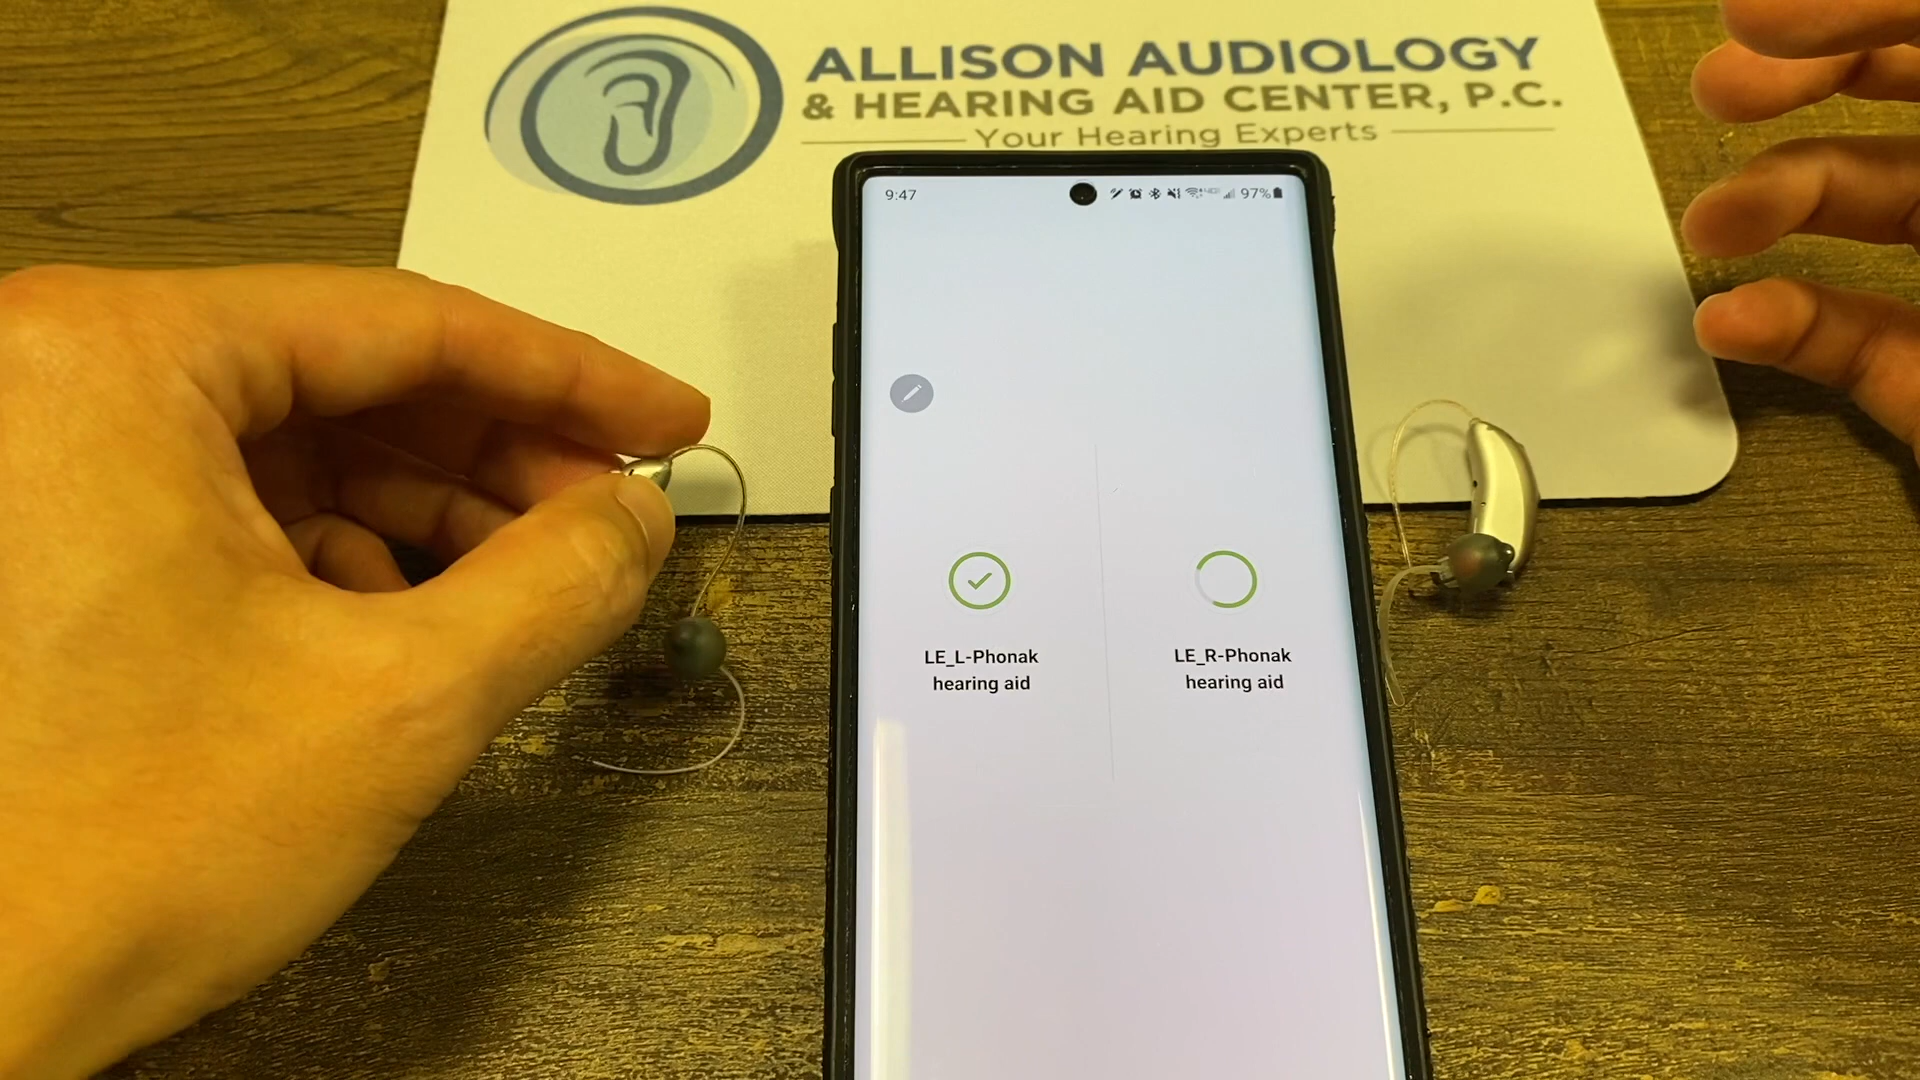 ALLISON AUDIOLOGY
& HEARING AID CENTER, P.C.
Your Hearing Experts
9:47
97%
LE_L-Phonak
hearing aid
LE_R-Phonak
hearing aid